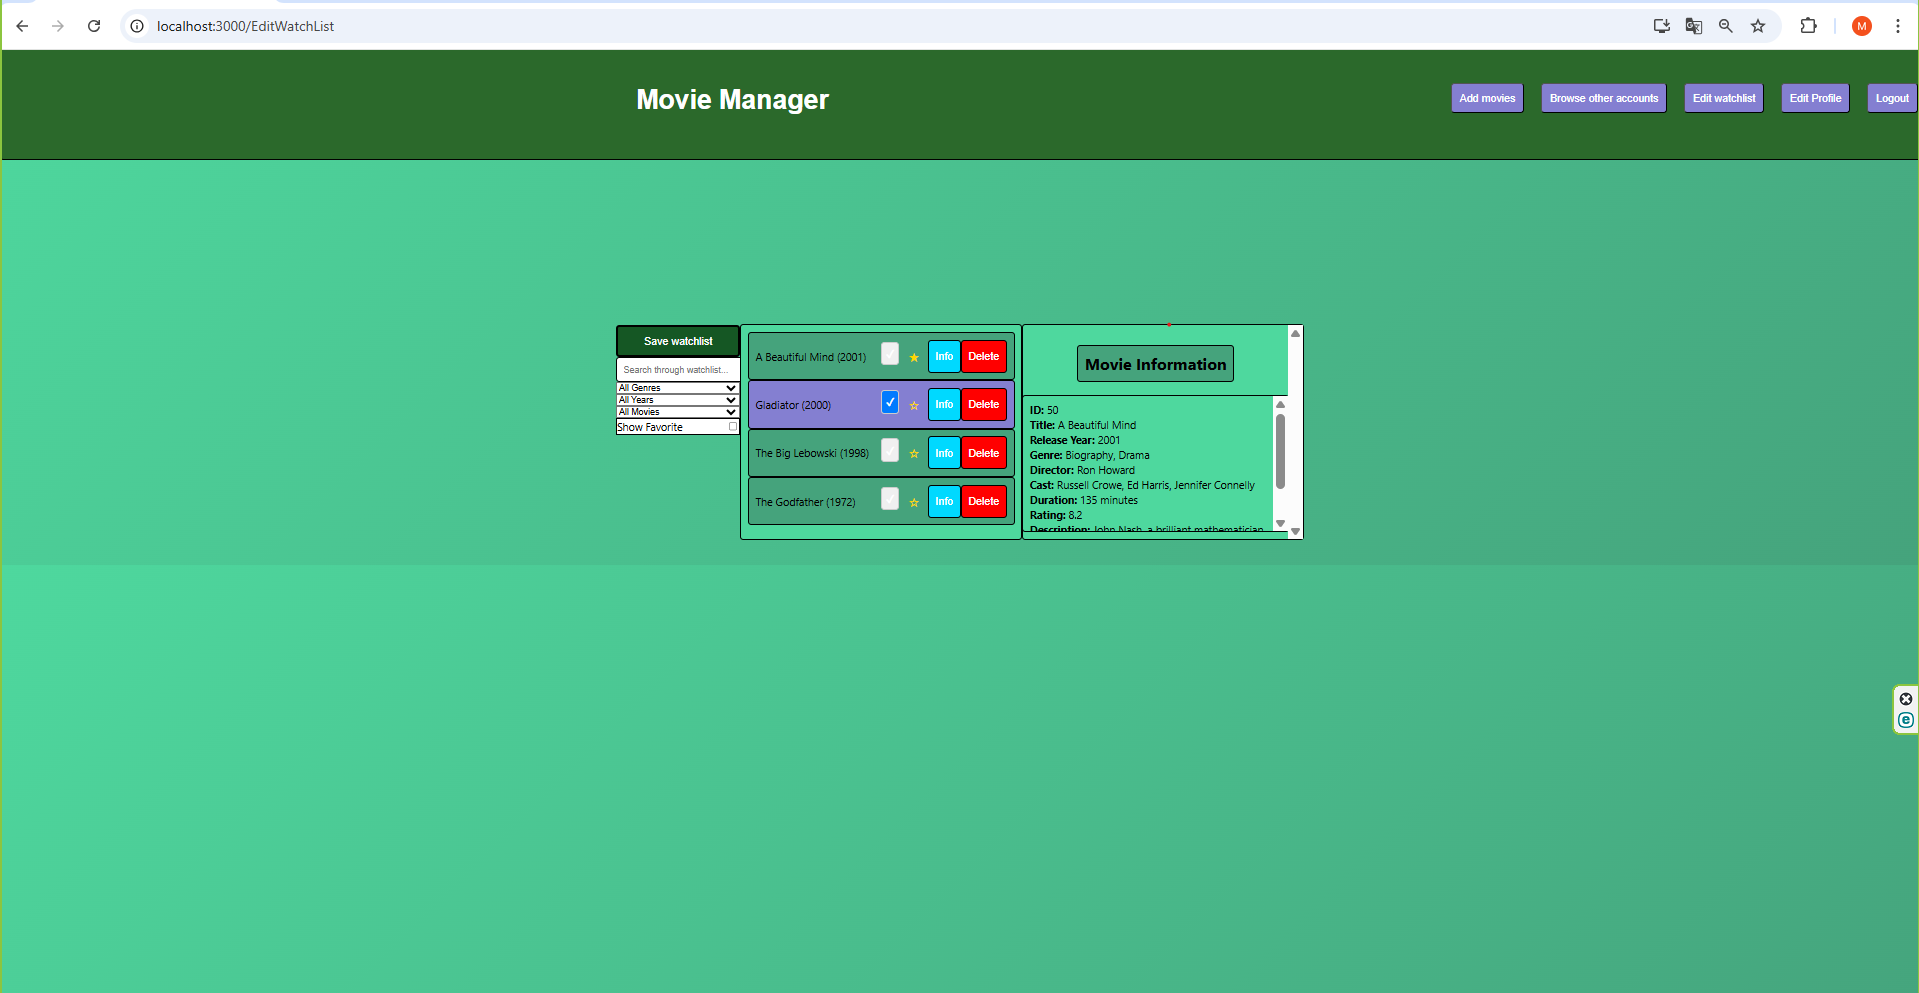 localhost:3000/EditWatchList
M
Movie Manager
Add movies
Browse other accounts
Edit watchlist
Edit Profile
Logout
Save watchlist
Search through watchlist...
All Genres
All Years
All Movies
Show Favorite
A Beautiful Mind (2001) Info Delete
Gladiator (2000) Info Delete
The Big Lebowski (1998) Info Delete
The Godfather (1972) Info Delete
Movie Information
ID: 50
Title: A Beautiful Mind
Release Year: 2001
Genre: Biography, Drama
Director: Ron Howard
Cast: Russell Crowe, Ed Harris, Jennifer Connelly
Duration: 135 minutes
Rating: 8.2
Description: John Nash, a brilliant mathematician
e